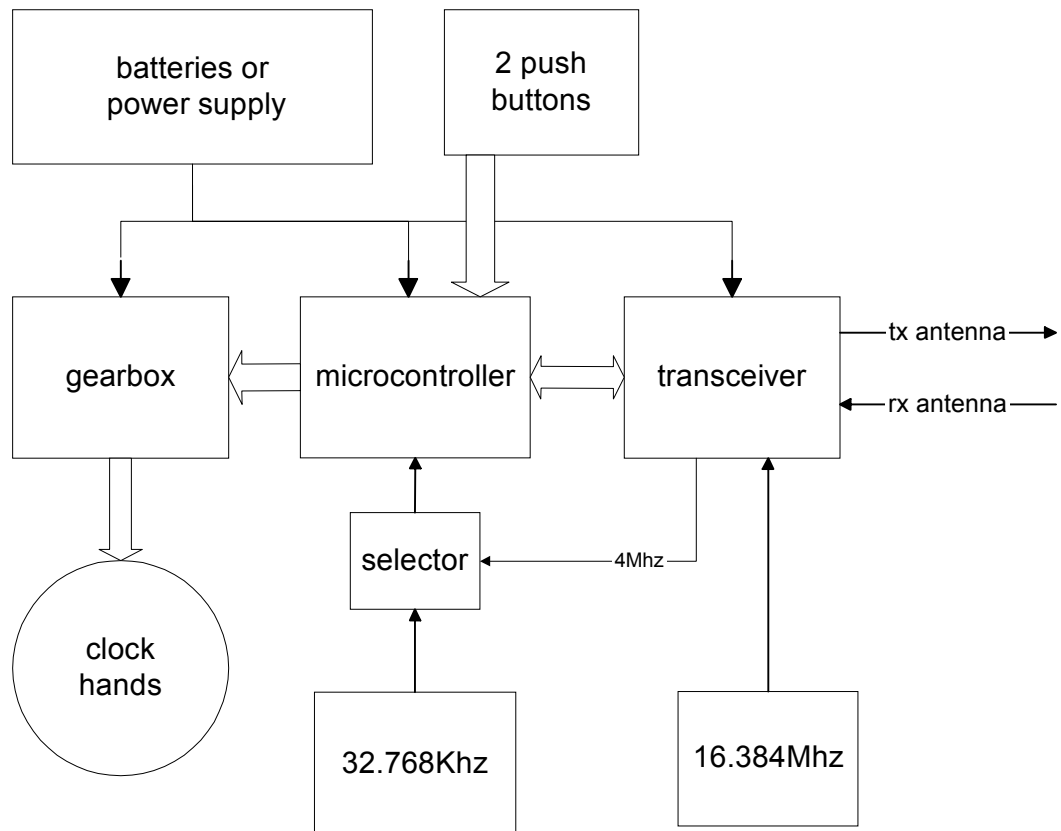 batteries or
power supply
2 push
buttons
gearbox
microcontroller
transceiver
tx antenna
rx antenna
selector
4Mhz
clock
hands
32.768Khz
16.384Mhz